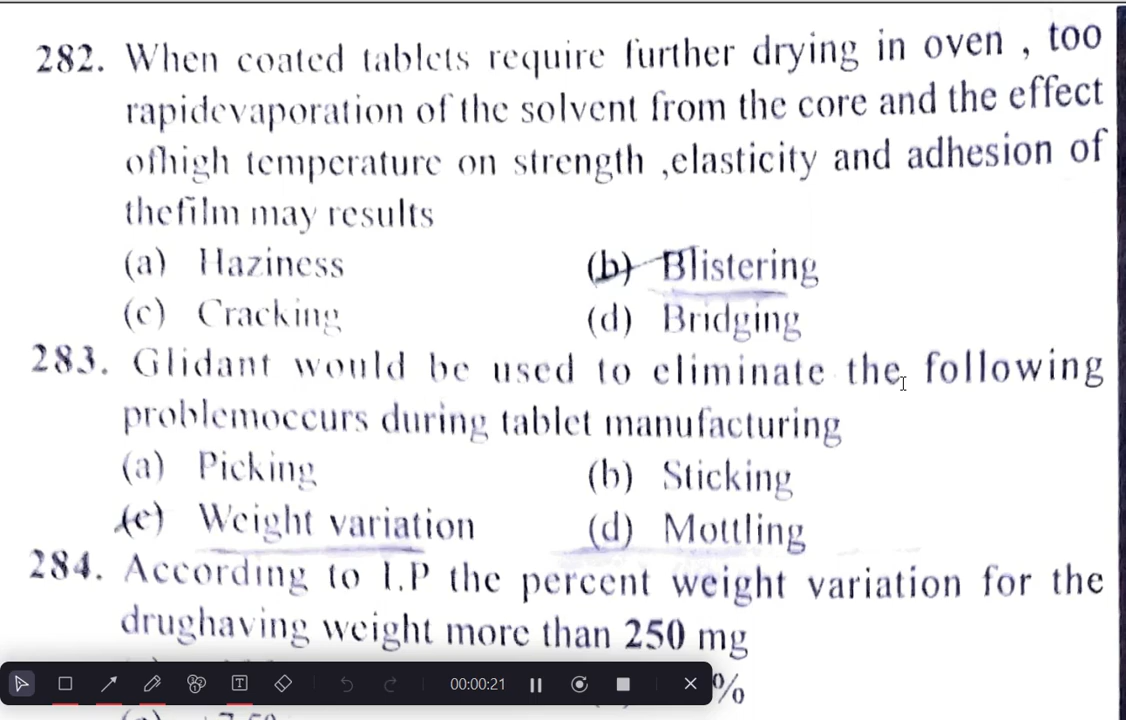 282. When coated tablets require further drying in oven , too
rapidevaporation of the solvent from the core and the effect
ofhigh temperature on strength ,elasticity and adhesion of
thefilm may results
(a) Haziness (b) Blistering
(c) Cracking (d) Bridging
283. Glidant would be used to eliminate the following
problemoccurs during tablet manufacturing
(a) Picking (b) Sticking
(c) Weight variation (d) Mottling
284. According to I.P the percent weight variation for the
drughaving weight more than 250 mg
00:00:21
%